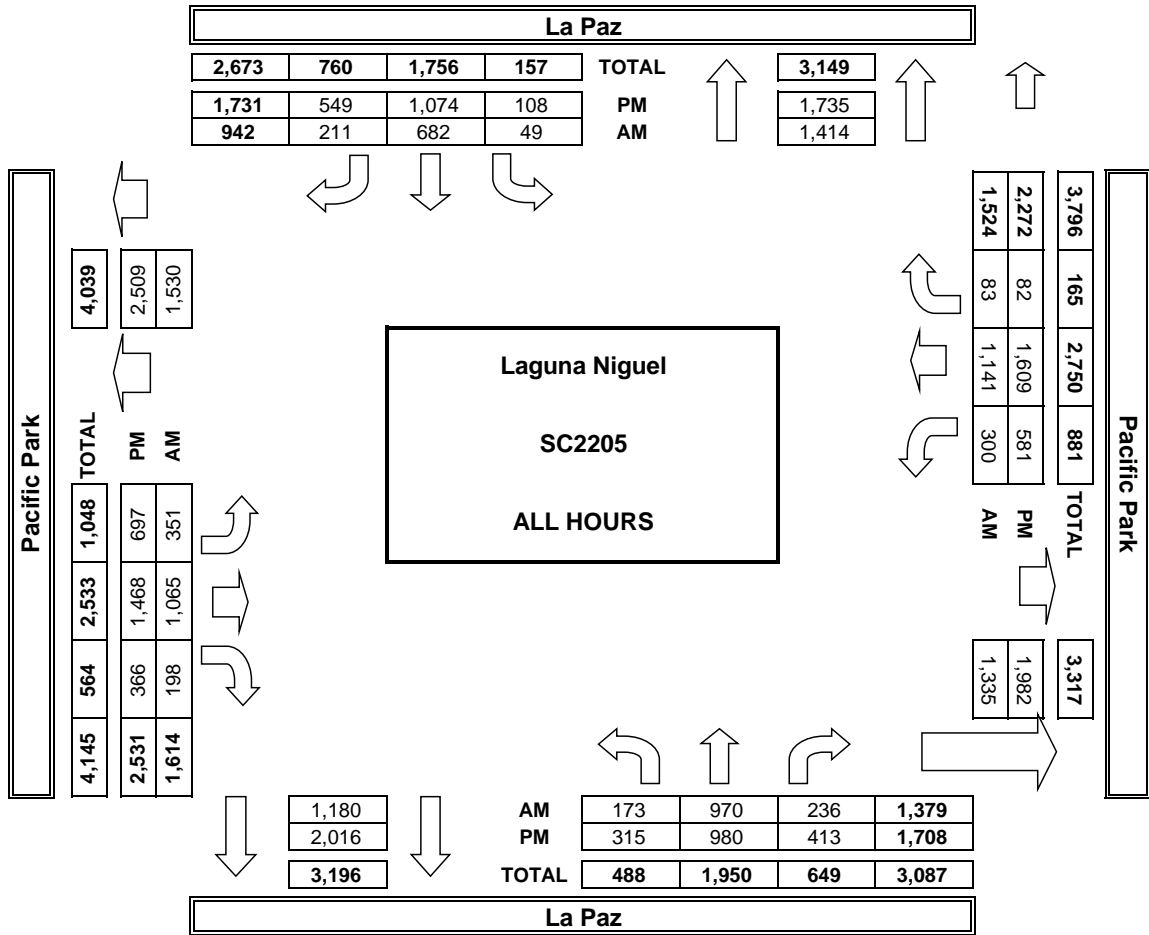 La Paz
2,673 760 1,756 157 TOTAL 3,149
1,731 549 1,074 108 PM 1,735
942 211 682 49 AM 1,414
Pacific Park
4,039
2,509
1,530
TOTAL
PM
AM
1,048 2,533 564 4,145
697 1,468 366 2,531
351 1,065 198 1,614
Laguna Niguel
SC2205
ALL HOURS
3,796 165 2,750 881 TOTAL 3,317
2,272 82 1,609 581 PM 1,982
1,524 83 1,141 300 AM 1,335
Pacific Park
1,180 AM 173 970 236 1,379
2,016 PM 315 980 413 1,708
3,196 TOTAL 488 1,950 649 3,087
La Paz